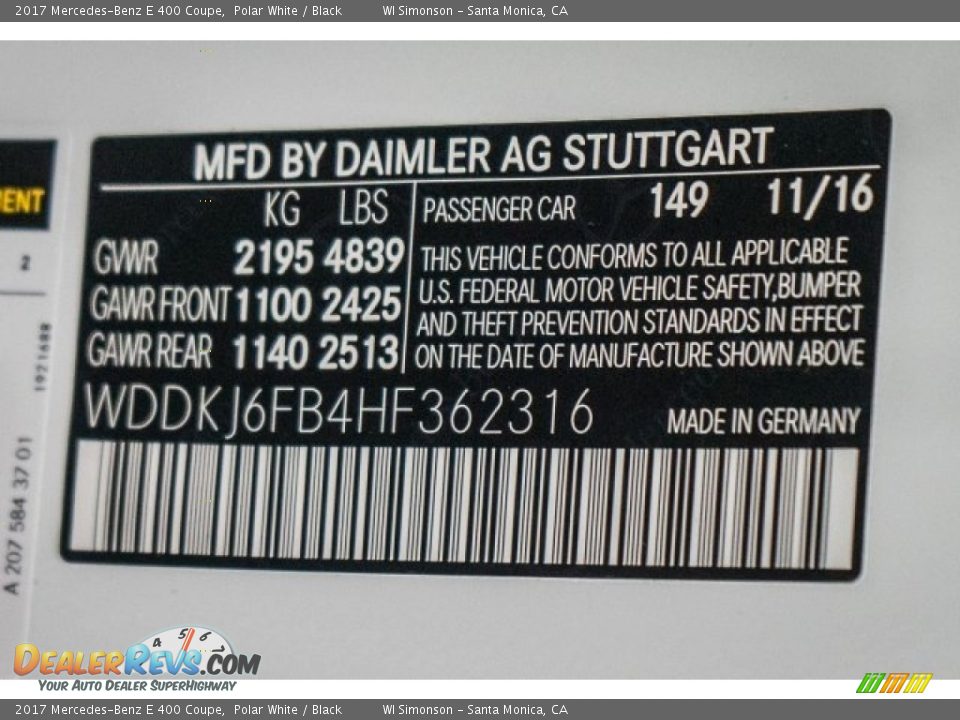 2017 Mercedes-Benz E 400 Coupe, Polar White / Black WI Simonson - Santa Monica, CA
MFD BY DAIMLER AG STUTTGART
KG LBS
GVWR 2195 4839
GAWR FRONT 1100 2425
GAWR REAR 1140 2513
PASSENGER CAR 149 11/16
THIS VEHICLE CONFORMS TO ALL APPLICABLE
U.S. FEDERAL MOTOR VEHICLE SAFETY,BUMPER
AND THEFT PREVENTION STANDARDS IN EFFECT
ON THE DATE OF MANUFACTURE SHOWN ABOVE
WDDKJ6FB4HF362316 MADE IN GERMANY
2
1921688
A 207 584 37 01
4 5 6
DEALERREVS.COM
YOUR AUTO DEALER SUPERHIGHWAY
2017 Mercedes-Benz E 400 Coupe, Polar White / Black WI Simonson - Santa Monica, CA